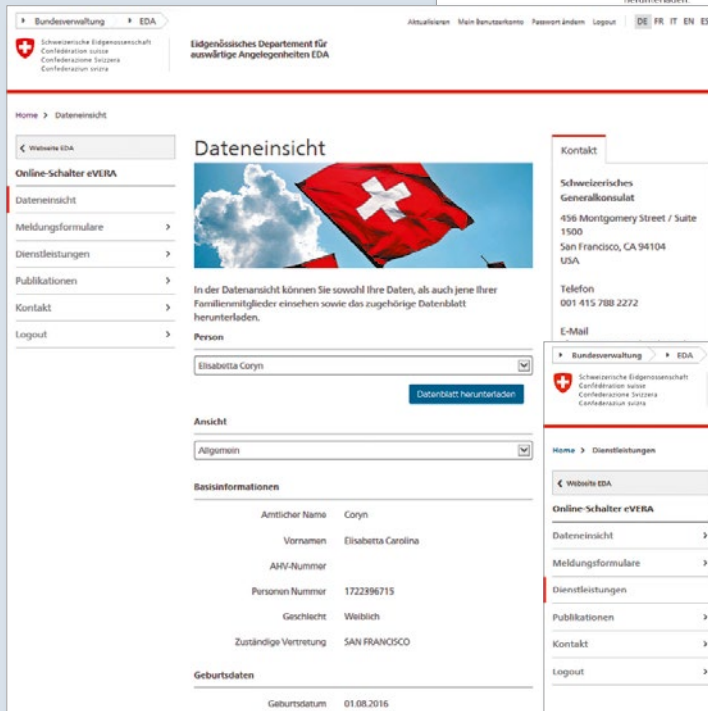 herunterladen.
Bundesverwaltung
EDA
Aktualisieren Mein Benutzerkonto Passwort ändern Logout DE FR IT EN ES
Schweizerische Eidgenossenschaft
Confédération suisse
Confederazione Svizzera
Confederaziun svizra
Eidgenössisches Departement für
auswärtige Angelegenheiten EDA
Home > Dateneinsicht
Webseite EDA
Online-Schalter eVERA
Dateneinsicht
Meldungsformulare
Dienstleistungen
Publikationen
Kontakt
Logout
Dateneinsicht
In der Datenansicht können Sie sowohl Ihre Daten, als auch jene Ihrer
Familienmitglieder einsehen sowie das zugehörige Datenblatt
herunterladen.
Person
Elisabetta Coryn
Datenblatt herunterladen
Ansicht
Allgemein
Basisinformationen
Amtlicher Name Coryn
Vornamen Elisabetta Carolina
AHV-Nummer
Personen Nummer 1722396715
Geschlecht Weiblich
Zuständige Vertretung SAN FRANCISCO
Geburtsdaten
Geburtsdatum 01.08.2016
Kontakt
Schweizerisches
Generalkonsulat
456 Montgomery Street / Suite
1500
San Francisco, CA 94104
USA
Telefon
001 415 788 2272
E-Mail
Bundesverwaltung
EDA
Schweizerische Eidgenossenschaft
Confédération suisse
Confederazione Svizzera
Confederaziun svizra
Home > Dienstleistungen
Webseite EDA
Online-Schalter eVERA
Dateneinsicht
Meldungsformulare
Dienstleistungen
Publikationen
Kontakt
Logout